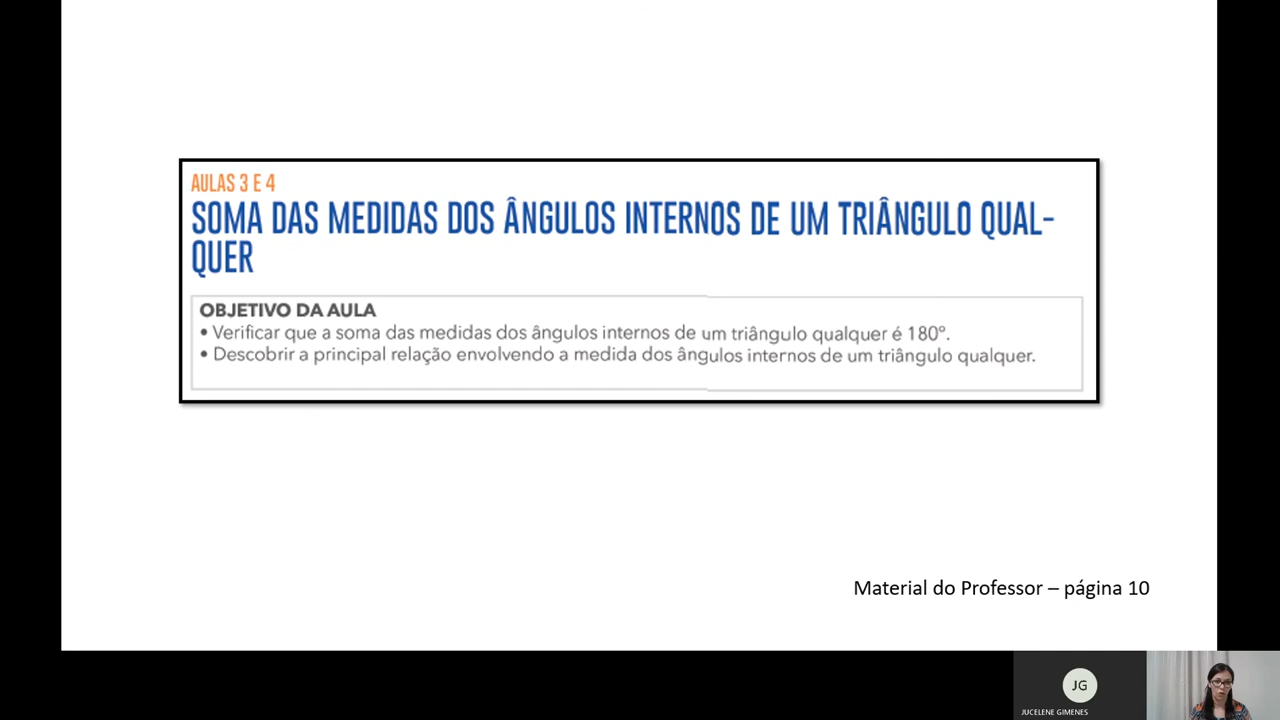 AULAS 3 E 4
SOMA DAS MEDIDAS DOS ÂNGULOS INTERNOS DE UM TRIÂNGULO QUAL-
QUER
OBJETIVO DA AULA
• Verificar que a soma das medidas dos ângulos internos de um triângulo qualquer é 180º.
• Descobrir a principal relação envolvendo a medida dos ângulos internos de um triângulo qualquer.
Material do Professor – página 10
JG
JUCELENE GIMENES